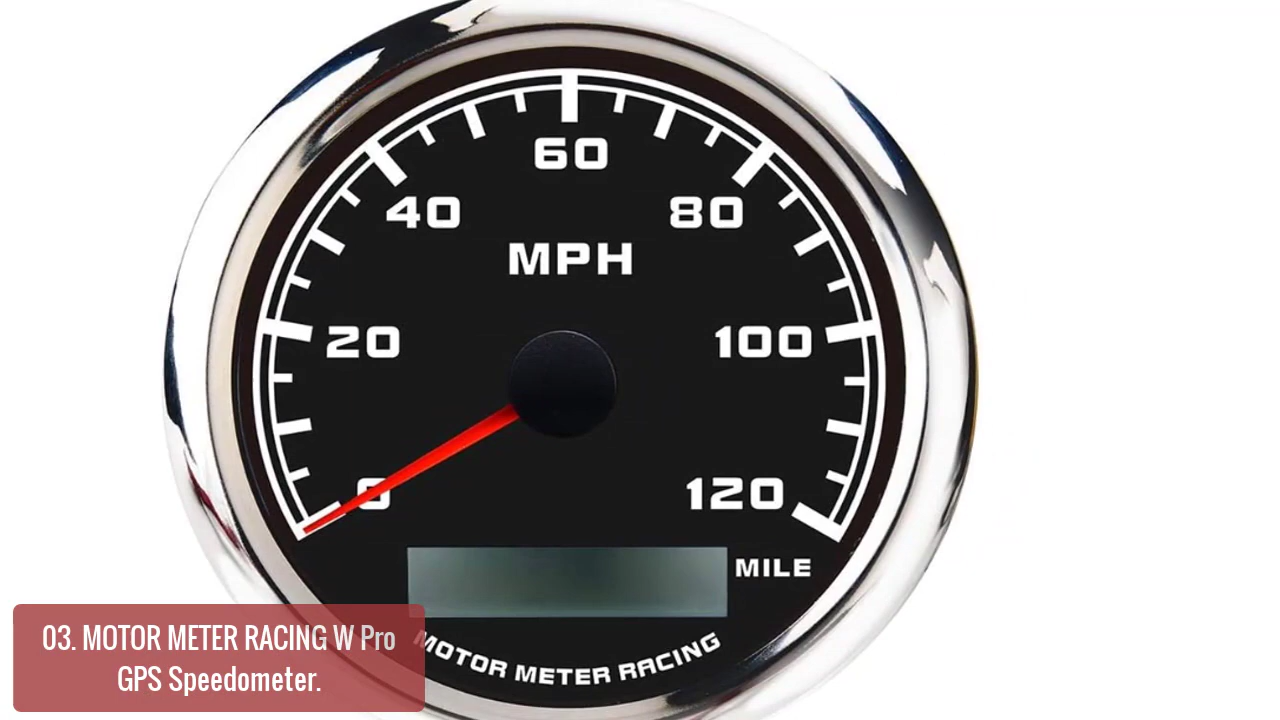 60
40
80
MPH
20
100
0
120
MILE
MOTOR METER RACING
03. MOTOR METER RACING W Pro
GPS Speedometer.